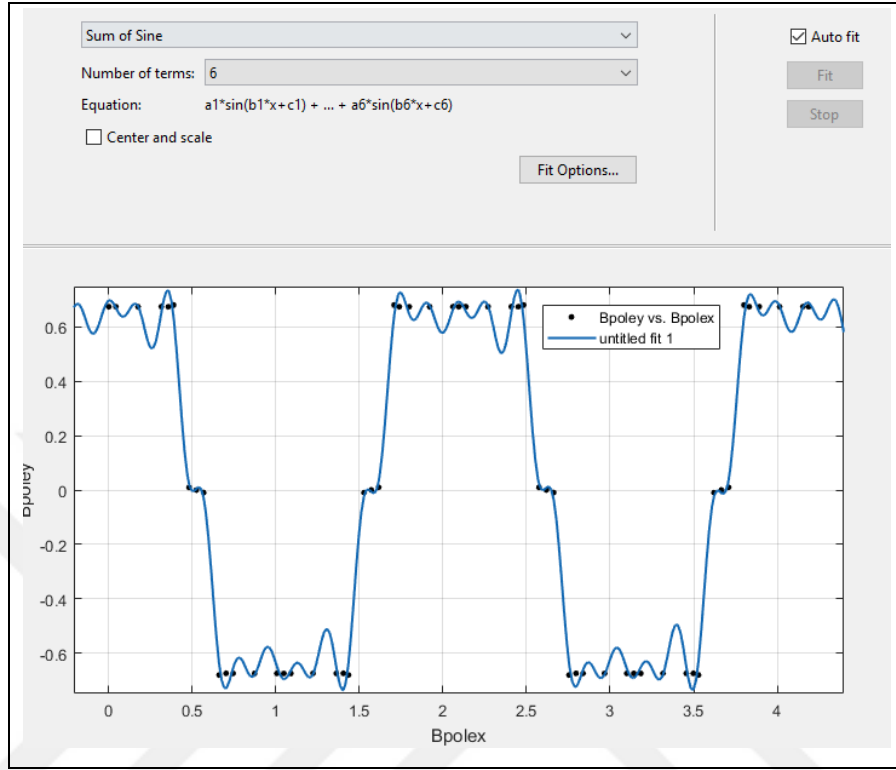 Sum of Sine
Auto fit
Number of terms: 6
Fit
Equation: a1*sin(b1*x+c1) + ... + a6*sin(b6*x+c6)
Stop
Center and scale
Fit Options...
0.6
0.4
0.2
0
-0.2
-0.4
-0.6
Bpoley
Bpoley vs. Bpolex
untitled fit 1
0 0.5 1 1.5 2 2.5 3 3.5 4
Bpolex